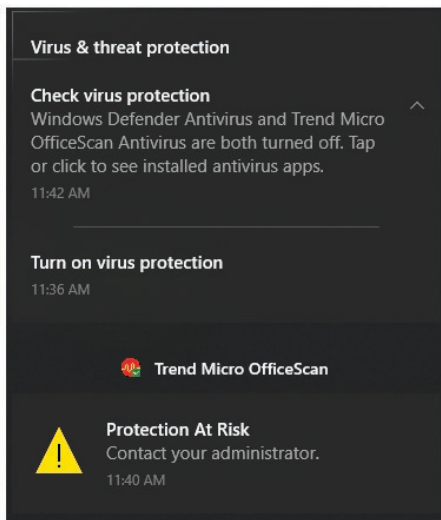 Virus & threat protection
Check virus protection
Windows Defender Antivirus and Trend Micro
OfficeScan Antivirus are both turned off. Tap
or click to see installed antivirus apps.
11:42 AM
Turn on virus protection
11:36 AM
Trend Micro OfficeScan
Protection At Risk
Contact your administrator.
11:40 AM